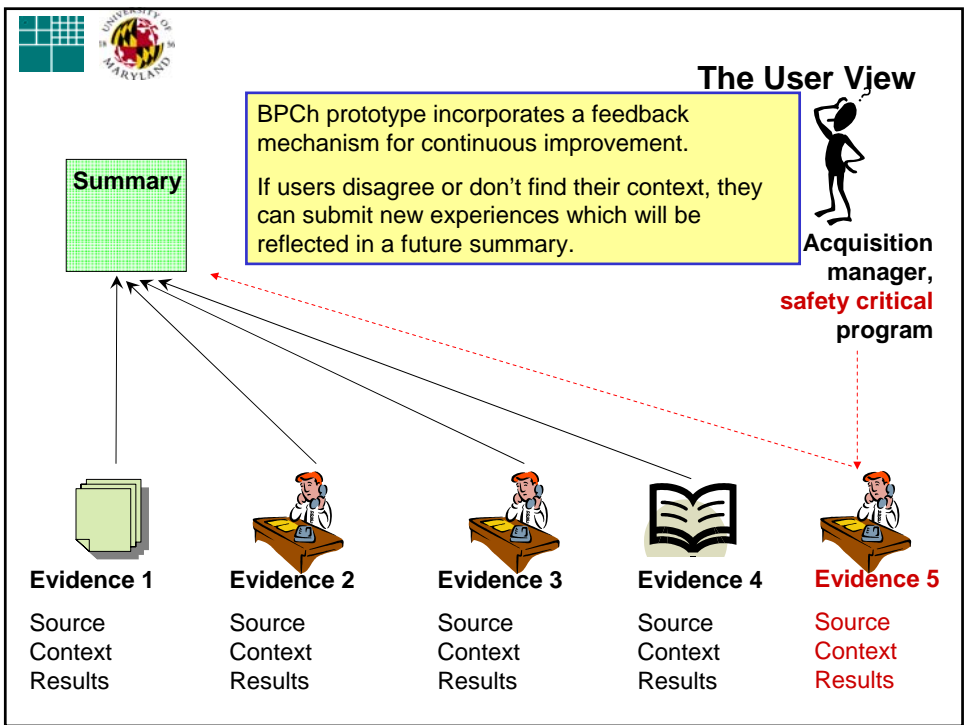 UNIVERSITY OF
18 56
MARYLAND
The User View
BPCh prototype incorporates a feedback
mechanism for continuous improvement.
If users disagree or don't find their context, they
can submit new experiences which will be
reflected in a future summary.
Summary
Acquisition
manager,
safety critical
program
Evidence 1
Source
Context
Results
Evidence 2
Source
Context
Results
Evidence 3
Source
Context
Results
Evidence 4
Source
Context
Results
Evidence 5
Source
Context
Results